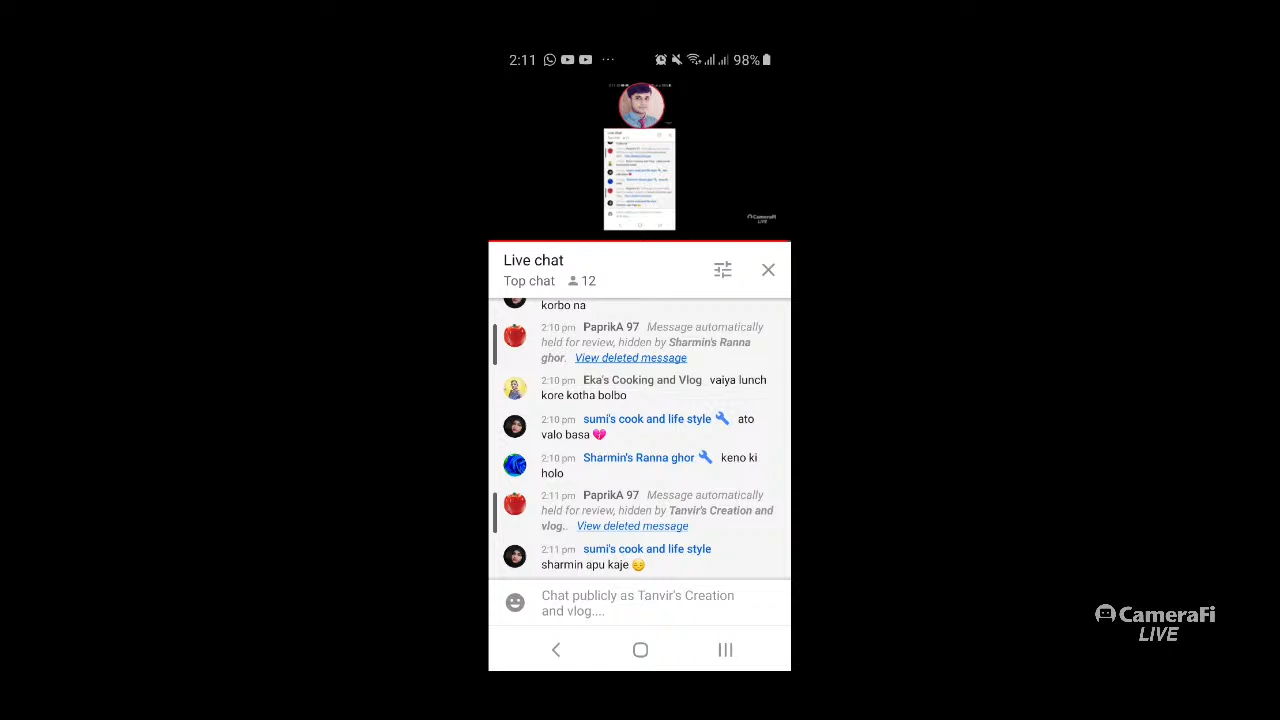 2:11 ... 98%
Live chat
Top chat 12
korbo na
2:10 pm PaprikA 97 Message automatically
held for review, hidden by Sharmin's Ranna
ghor. View deleted message
2:10 pm Eka's Cooking and Vlog vaiya lunch
kore kotha bolbo
2:10 pm sumi's cook and life style 🔧 ato
valo basa 💔
2:10 pm Sharmin's Ranna ghor 🔧 keno ki
holo
2:11 pm PaprikA 97 Message automatically
held for review, hidden by Tanvir's Creation and
vlog.. View deleted message
2:11 pm sumi's cook and life style
sharmin apu kaje 😏
Chat publicly as Tanvir's Creation
and vlog....
CameraFi
LIVE
CameraFi
LIVE